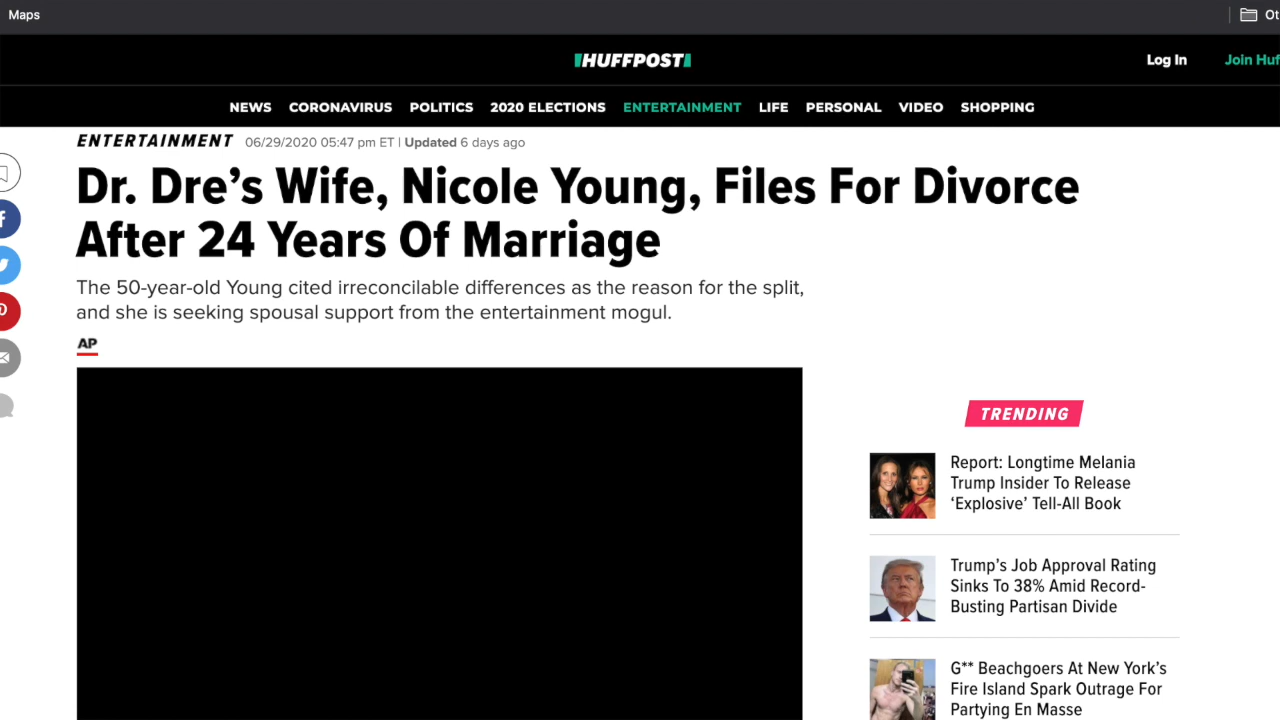 Maps
Ot
HUFFPOST
Log In
Join Huf
NEWS CORONAVIRUS POLITICS 2020 ELECTIONS ENTERTAINMENT LIFE PERSONAL VIDEO SHOPPING
ENTERTAINMENT 06/29/2020 05:47 pm ET | Updated 6 days ago
Dr. Dre’s Wife, Nicole Young, Files For Divorce
After 24 Years Of Marriage
The 50-year-old Young cited irreconcilable differences as the reason for the split,
and she is seeking spousal support from the entertainment mogul.
AP
TRENDING
Report: Longtime Melania
Trump Insider To Release
‘Explosive’ Tell-All Book
Trump’s Job Approval Rating
Sinks To 38% Amid Record-
Busting Partisan Divide
G** Beachgoers At New York’s
Fire Island Spark Outrage For
Partying En Masse